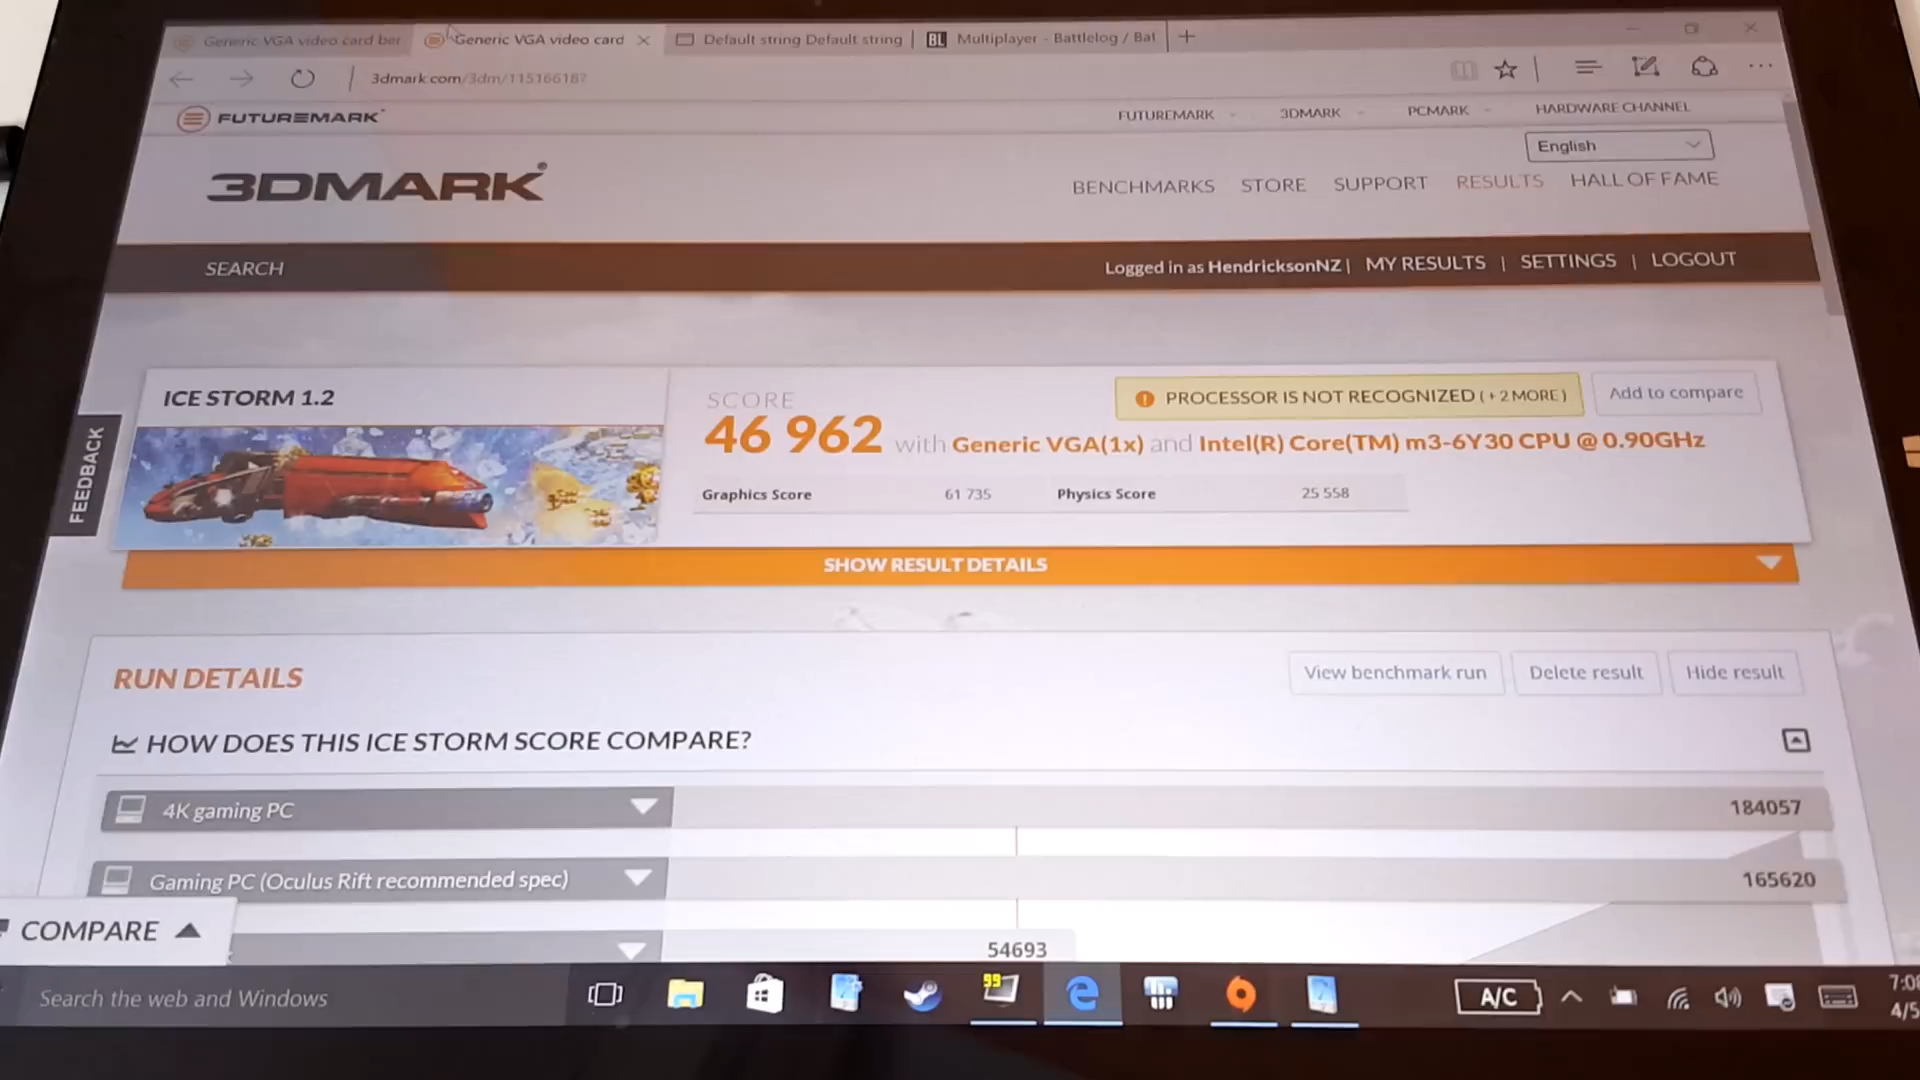 Generic VGA video card ber
Generic VGA video card
Default string Default string
BL Multiplayer - Battlelog / Bat
3dmark.com/3dm/11516618?
FUTUREMARK
FUTUREMARK 3DMARK PCMARK HARDWARE CHANNEL
English
3DMARK
BENCHMARKS STORE SUPPORT RESULTS HALL OF FAME
SEARCH
Logged in as HendricksonNZ | MY RESULTS | SETTINGS | LOGOUT
FEEDBACK
ICE STORM 1.2
SCORE
PROCESSOR IS NOT RECOGNIZED ( + 2 MORE )
Add to compare
46 962 with Generic VGA(1x) and Intel(R) Core(TM) m3-6Y30 CPU @ 0.90GHz
Graphics Score 61 735 Physics Score 25 558
SHOW RESULT DETAILS
RUN DETAILS
View benchmark run Delete result Hide result
HOW DOES THIS ICE STORM SCORE COMPARE?
4K gaming PC 184057
Gaming PC (Oculus Rift recommended spec) 165620
COMPARE
54693
Search the web and Windows
99
A/C
7:08
4/5